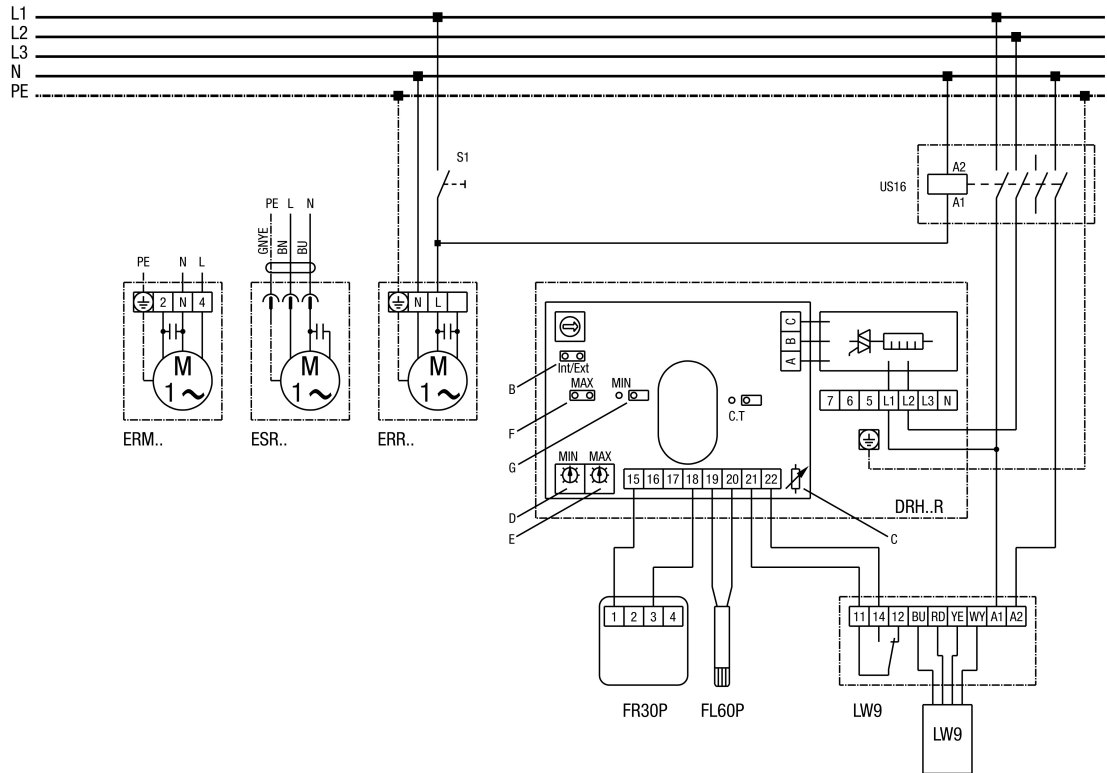 L1
L2
L3
N
PE
S1
A2
US16
A1
PE L N
GNYE
BN
BU
PE N L
2 N 4
N L
M
1~
M
1~
M
1~
ERM..
ESR..
ERR..
C
B
A
B
Int/Ext
MAX
MIN
F
C.T
G
7 6 5 L1 L2 L3 N
MIN MAX
15 16 17 18 19 20 21 22
D
E
C
DRH..R
1 2 3 4
11 14 12 BU RD YE WY A1 A2
FR30P
FL60P
LW9
LW9